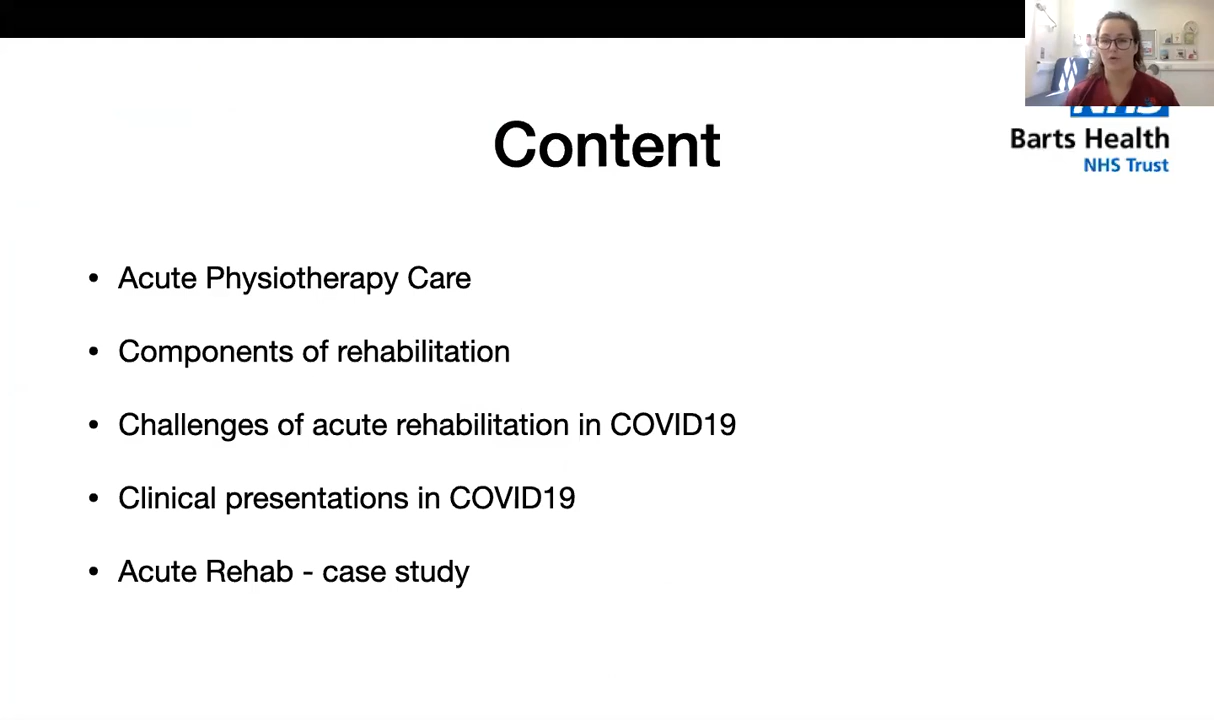 Content
NHS
Barts Health
NHS Trust
• Acute Physiotherapy Care
• Components of rehabilitation
• Challenges of acute rehabilitation in COVID19
• Clinical presentations in COVID19
• Acute Rehab - case study